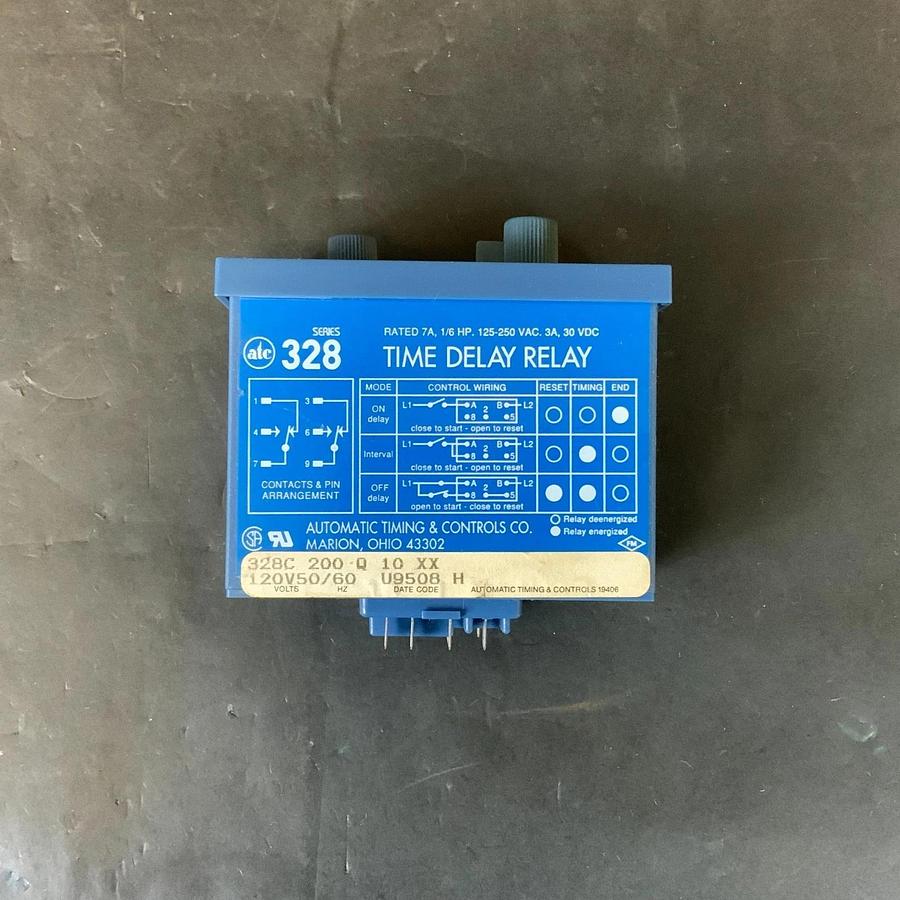 atc
SERIES
328
RATED 7A, 1/6 HP. 125-250 VAC. 3A, 30 VDC
TIME DELAY RELAY
1 3
4 6
7 9
CONTACTS & PIN
ARRANGEMENT
MODE CONTROL WIRING RESET TIMING END
ON
delay
L1 A B L2
2
8 5
close to start - open to reset
Interval
L1 A B L2
2
8 5
close to start - open to reset
OFF
delay
L1 A B L2
2
8 5
open to start - close to reset
Relay deenergized
Relay energized
AUTOMATIC TIMING & CONTROLS CO.
MARION, OHIO 43302
FM
328C 200 Q 10 XX
120V50/60 U9508 H
VOLTS HZ DATE CODE AUTOMATIC TIMING & CONTROLS 19406